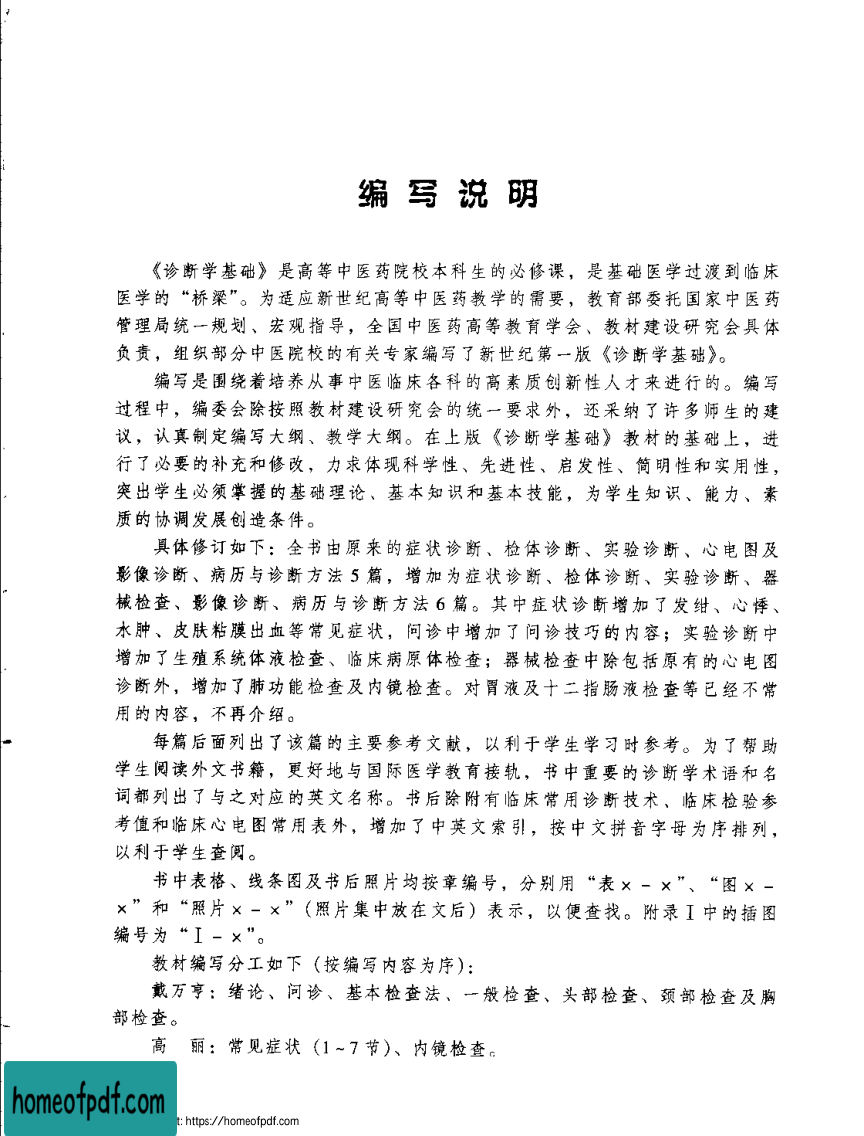 编写说明
《诊断学基础》是高等中医药院校本科生的必修课，是基础医学过渡到临床
医学的“桥梁”。为适应新世纪高等中医药教学的需要，教育部委托国家中医药
管理局统一规划、宏观指导，全国中医药高等教育学会、教材建设研究会具体
负责，组织部分中医院校的有关专家编写了新世纪第一版《诊断学基础》。
编写是围绕着培养从事中医临床各科的高素质创新性人才来进行的。编写
过程中，编委会除按照教材建设研究会的统一要求外，还采纳了许多师生的建
议，认真制定编写大纲、教学大纲。在上版《诊断学基础》教材的基础上，进
行了必要的补充和修改，力求体现科学性、先进性、启发性、简明性和实用性，
突出学生必须掌握的基础理论、基本知识和基本技能，为学生知识、能力、素
质的协调发展创造条件。
具体修订如下：全书由原来的症状诊断、检体诊断、实验诊断、心电图及
影像诊断、病历与诊断方法 5 篇，增加为症状诊断、检体诊断、实验诊断、器
械检查、影像诊断、病历与诊断方法 6 篇。其中症状诊断增加了发绀、心悸、
水肿、皮肤粘膜出血等常见症状，问诊中增加了问诊技巧的内容；实验诊断中
增加了生殖系统体液检查、临床病原体检查；器械检查中除包括原有的心电图
诊断外，增加了肺功能检查及内镜检查。对胃液及十二指肠液检查等已经不常
用的内容，不再介绍。
每篇后面列出了该篇的主要参考文献，以利于学生学习时参考。为了帮助
学生阅读外文书籍，更好地与国际医学教育接轨，书中重要的诊断学术语和名
词都列出了与之对应的英文名称。书后除附有临床常用诊断技术、临床检验参
考值和临床心电图常用表外，增加了中英文索引，按中文拼音字母为序排列，
以利于学生查阅。
书中表格、线条图及书后照片均按章编号，分别用“表×－×”、“图×－
×”和“照片×－×”（照片集中放在文后）表示，以便查找。附录Ⅰ中的插图
编号为“Ⅰ－×”。
教材编写分工如下（按编写内容为序）：
戴万亨：绪论、问诊、基本检查法、一般检查、头部检查、颈部检查及胸
部检查。
高　丽：常见症状（1~7 节）、内镜检查。
homeofpdf.com
t: https://homeofpdf.com